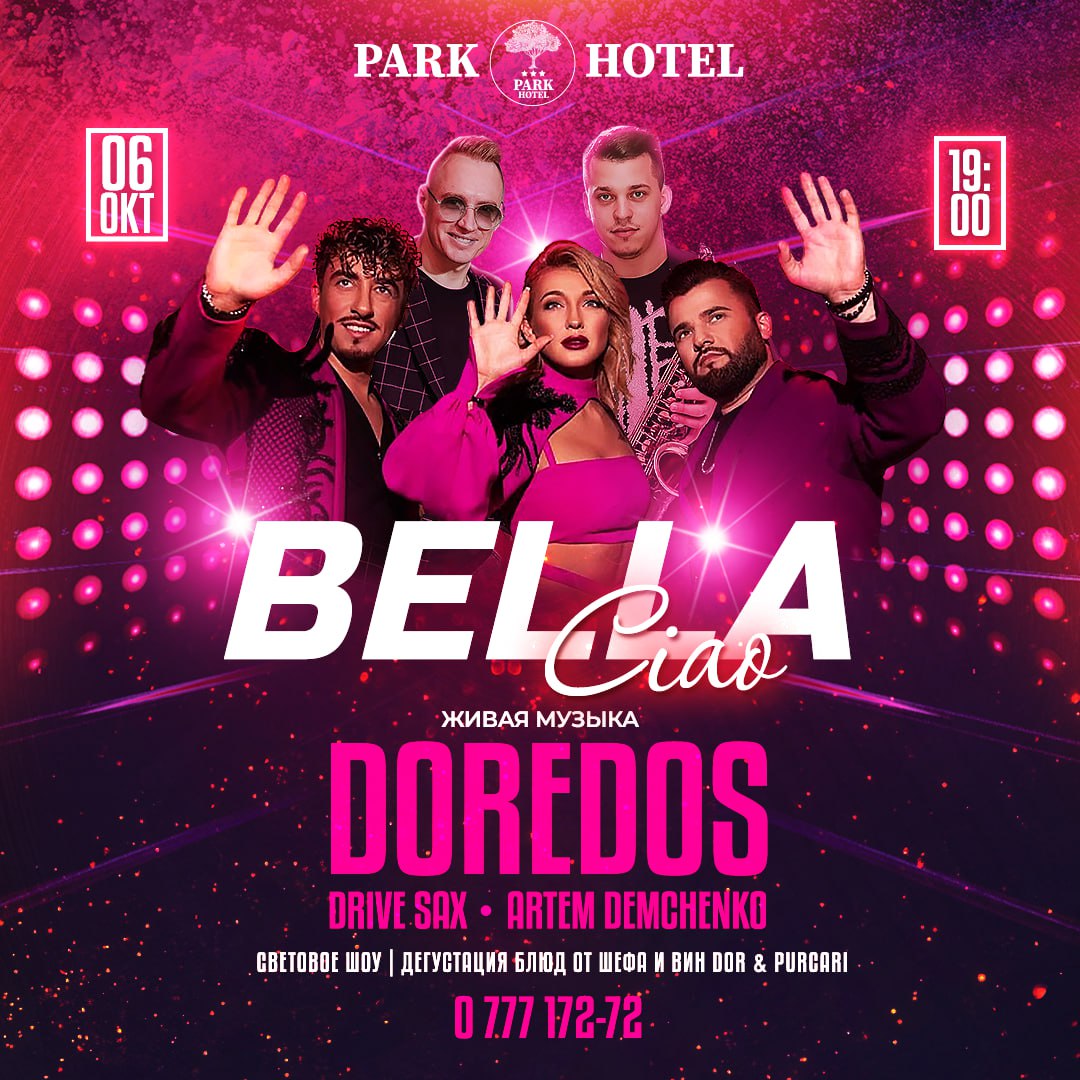 PARK HOTEL
★★★
PARK
HOTEL
06
ОКТ
19:
00
BELLA
Ciao
ЖИВАЯ МУЗЫКА
DOREDOS
DRIVE SAX • ARTEM DEMCHENKO
СВЕТОВОЕ ШОУ | ДЕГУСТАЦИЯ БЛЮД ОТ ШЕФА И ВИН DOR & PURCARI
0 777 172-72